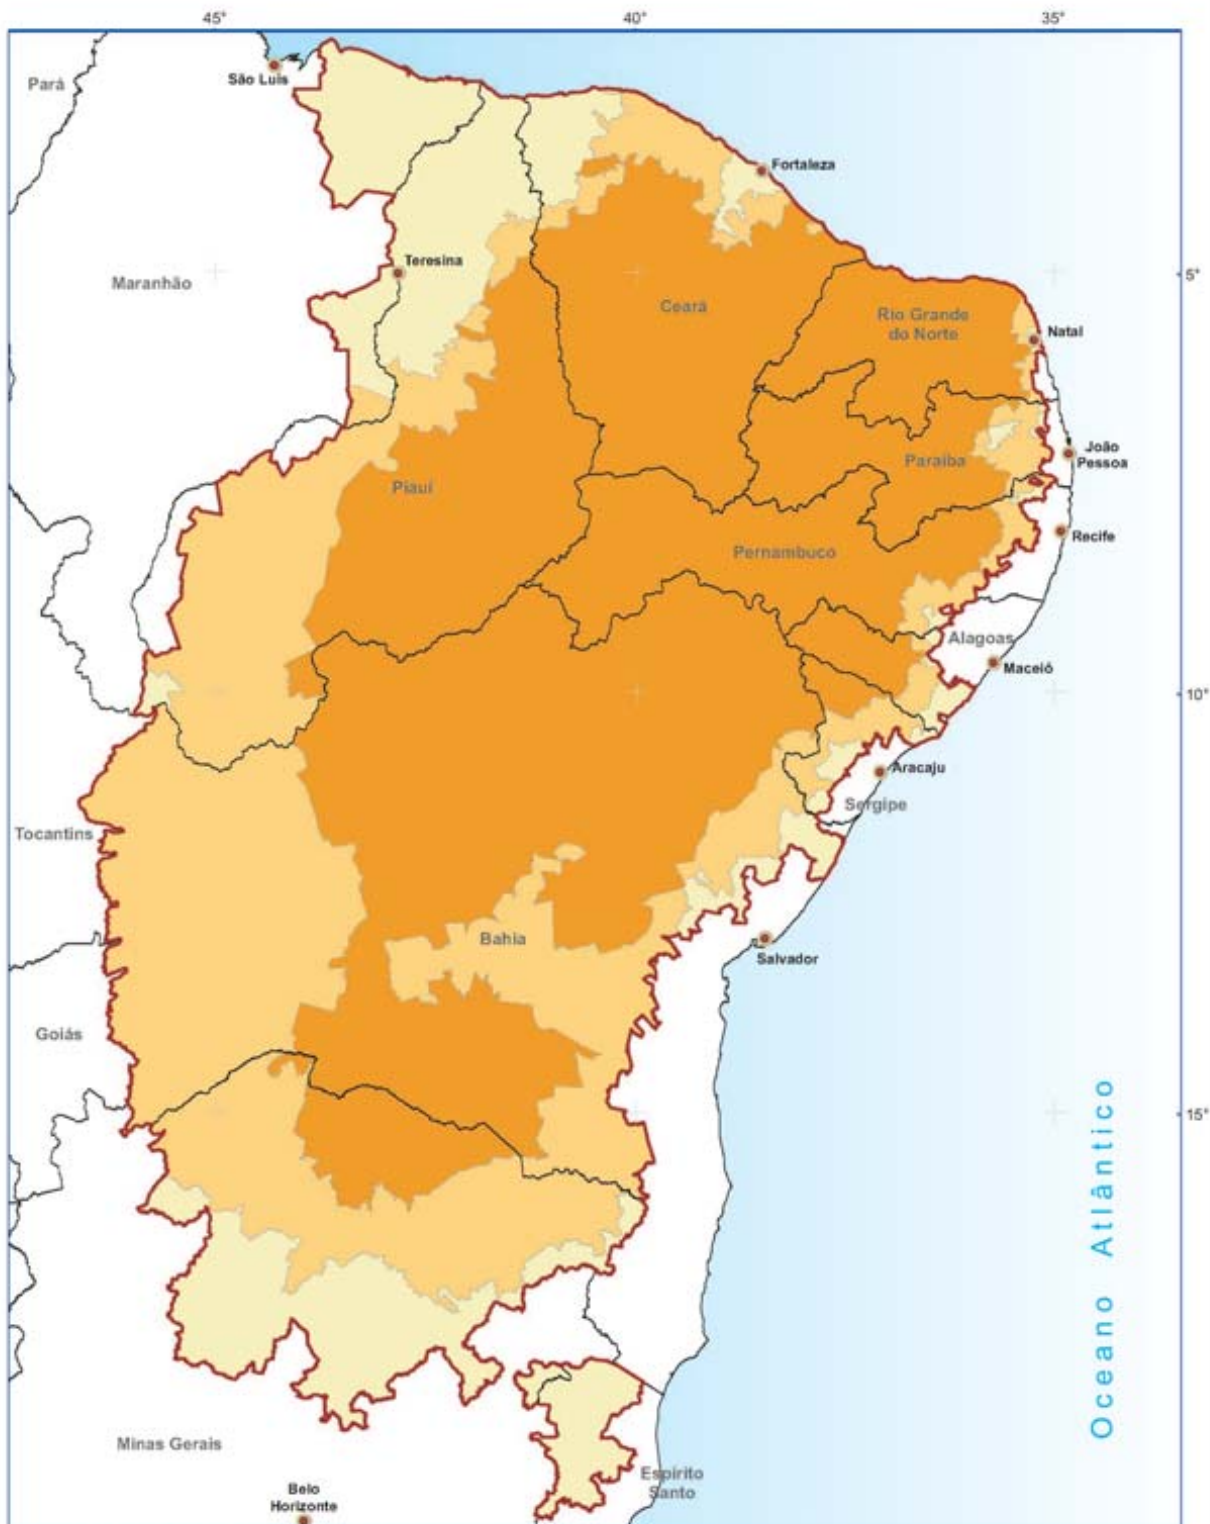 45°
40°
35°
São Luis
Pará
Fortaleza
Teresina
5°
Maranhão
Ceará
Rio Grande
do Norte
Natal
João
Pessoa
Paraíba
Piauí
Recife
Pernambuco
Alagoas
Maceió
10°
Aracaju
Sergipe
Tocantins
Bahia
Salvador
Goiás
15°
Oceano Atlântico
Minas Gerais
Espírito
Santo
Belo
Horizonte